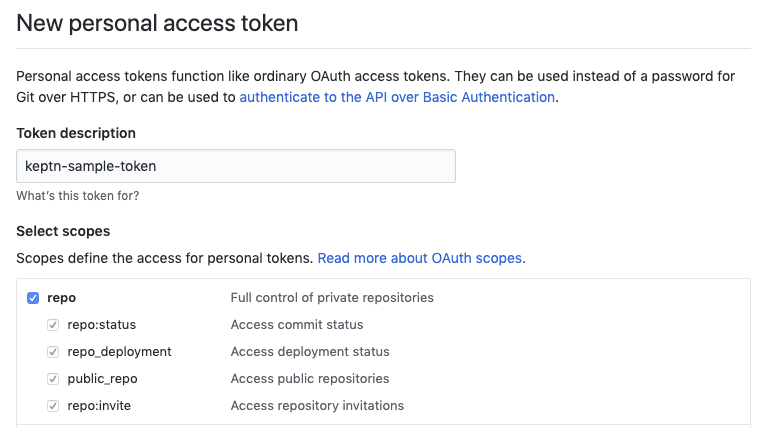 New personal access token
Personal access tokens function like ordinary OAuth access tokens. They can be used instead of a password for
Git over HTTPS, or can be used to authenticate to the API over Basic Authentication.
Token description
keptn-sample-token
What's this token for?
Select scopes
Scopes define the access for personal tokens. Read more about OAuth scopes.
repo Full control of private repositories
repo:status Access commit status
repo_deployment Access deployment status
public_repo Access public repositories
repo:invite Access repository invitations